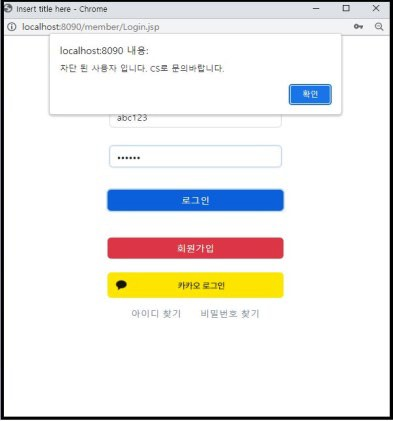 Insert title here - Chrome
localhost:8090/member/Login.jsp
localhost:8090 내용:
자단 된 사용자 입니다. CS로 문의바랍니다.
확인
abc123
••••••
로그인
회원가입
카카오 로그인
아이디 찾기 비밀번호 찾기